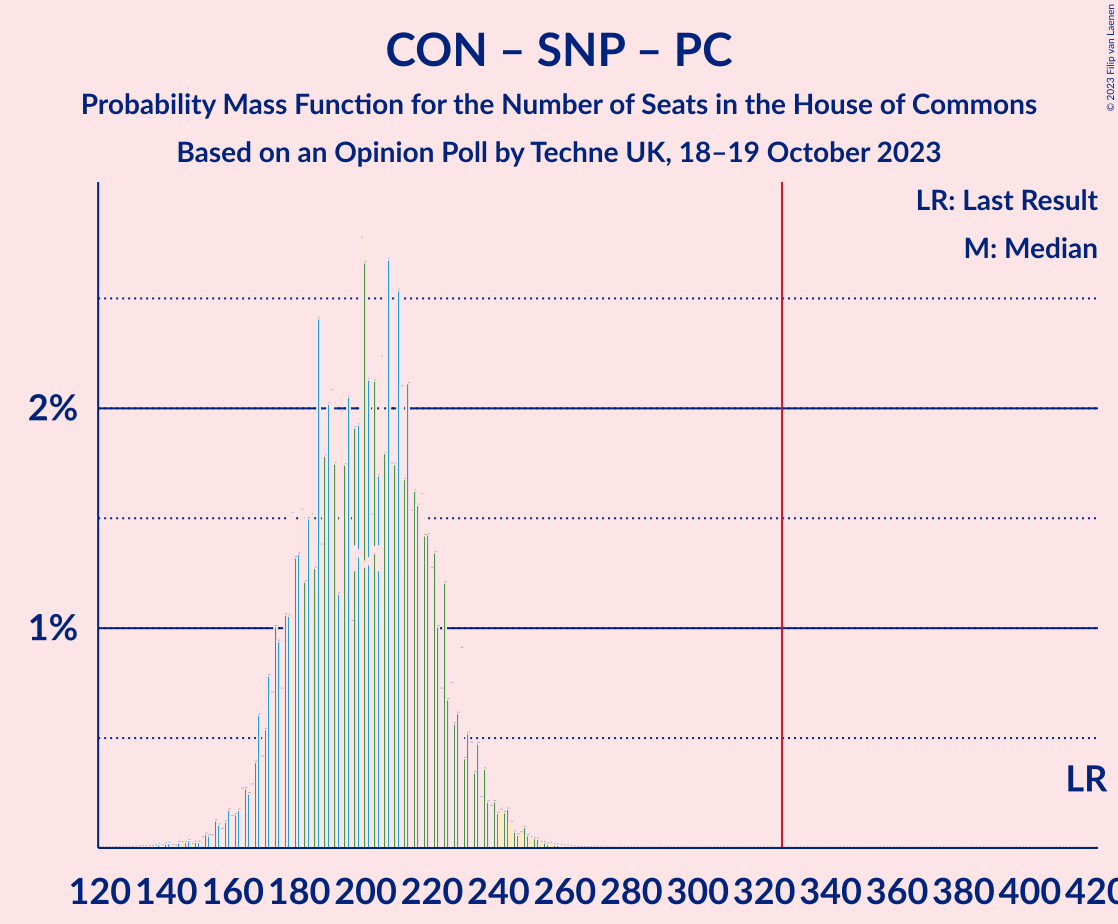 CON – SNP – PC
Probability Mass Function for the Number of Seats in the House of Commons
Based on an Opinion Poll by Techne UK, 18–19 October 2023
© 2023 Filip van Laenen
LR: Last Result
M: Median
2%
1%
M
LR
120 140 160 180 200 220 240 260 280 300 320 340 360 380 400 420